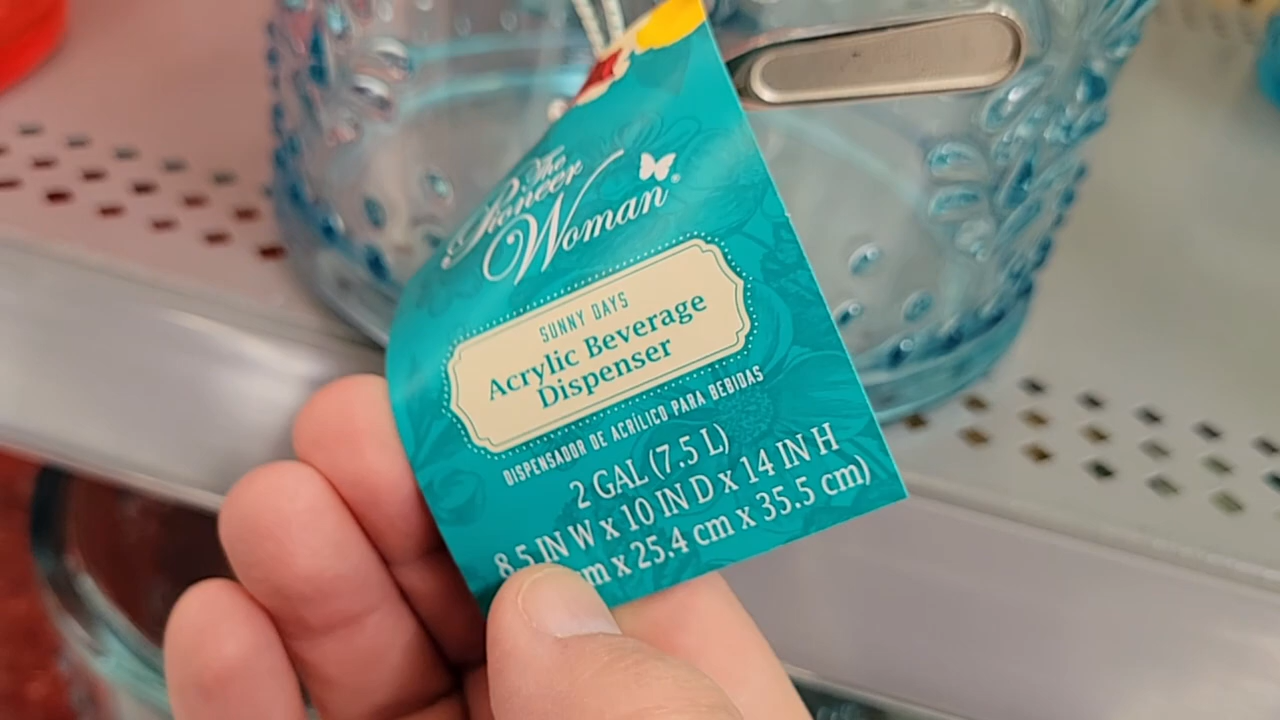 The
Pioneer
Woman®
SUNNY DAYS
Acrylic Beverage
Dispenser
DISPENSADOR DE ACRÍLICO PARA BEBIDAS
2 GAL (7.5 L)
8.5 IN W x 10 IN D x 14 IN H
m x 25.4 cm x 35.5 cm)